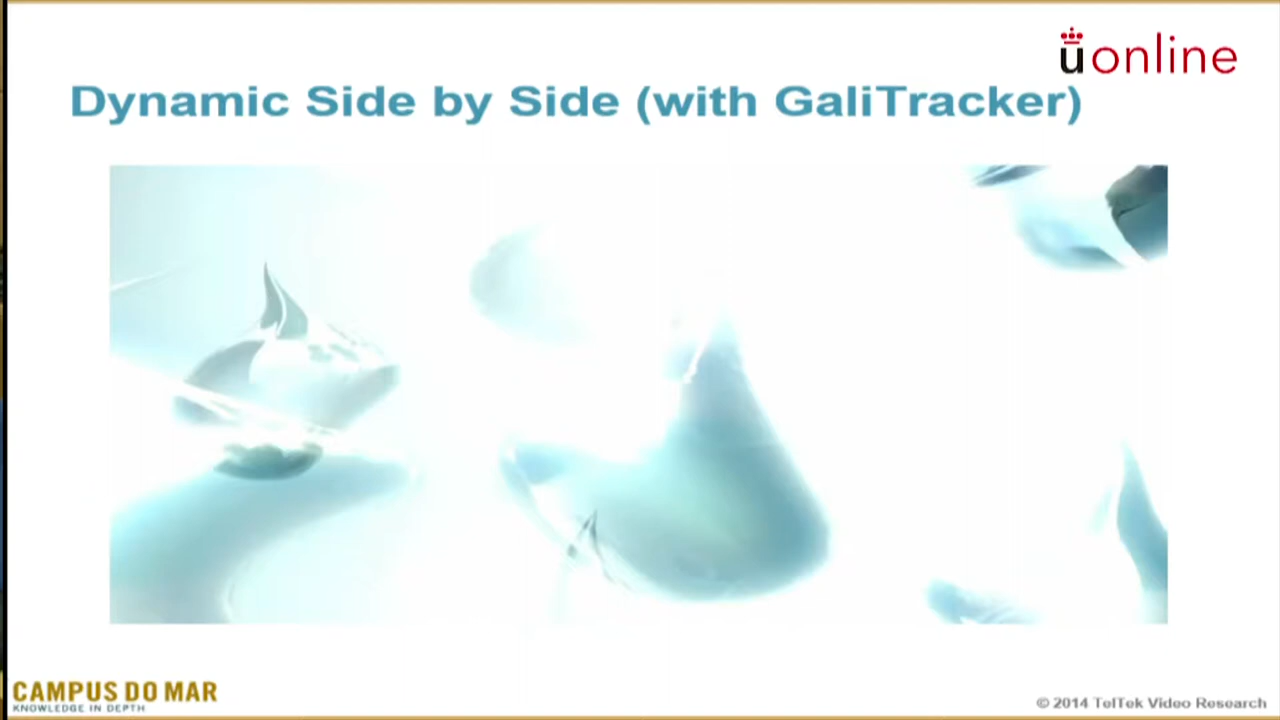 üonline
Dynamic Side by Side (with GaliTracker)
CAMPUS DO MAR
KNOWLEDGE IN DEPTH
© 2014 TelTek Video Research